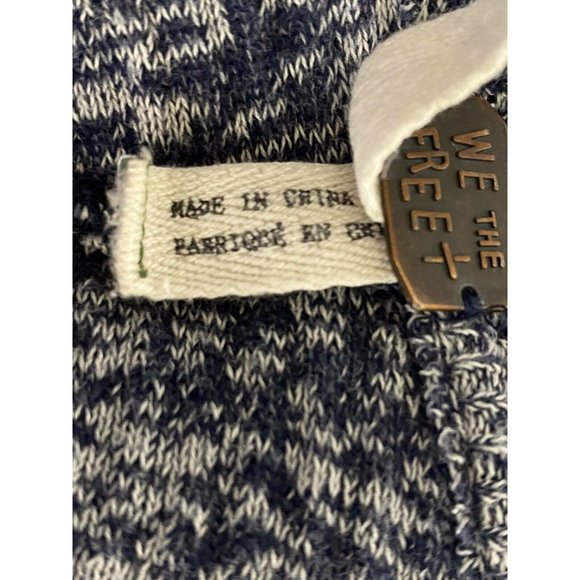 MADE IN CHINA
FABRIQUÉ EN
WE THE
FREE